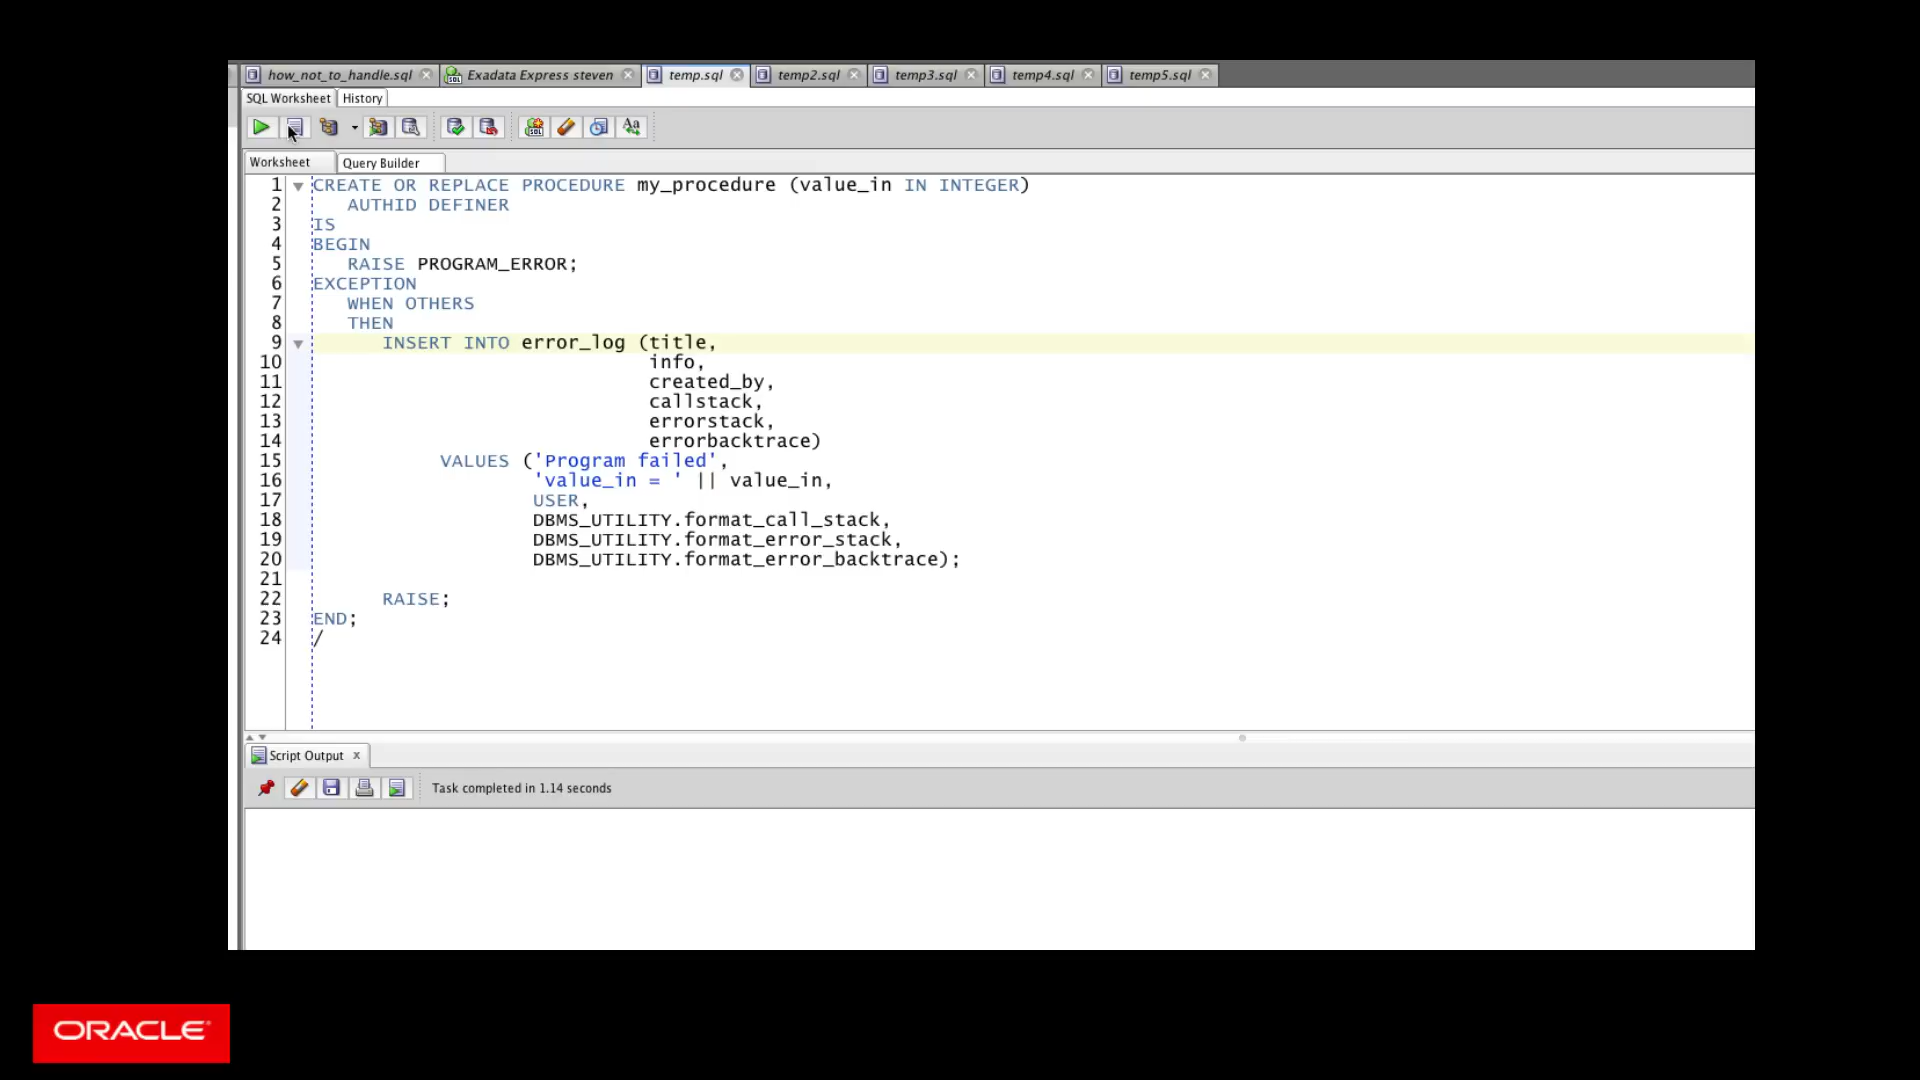 how_not_to_handle.sql Exadata Express steven temp.sql temp2.sql temp3.sql temp4.sql temp5.sql
SQL Worksheet History
Worksheet Query Builder
1 CREATE OR REPLACE PROCEDURE my_procedure (value_in IN INTEGER)
2 AUTHID DEFINER
3 IS
4 BEGIN
5 RAISE PROGRAM_ERROR;
6 EXCEPTION
7 WHEN OTHERS
8 THEN
9 INSERT INTO error_log (title,
10 info,
11 created_by,
12 callstack,
13 errorstack,
14 errorbacktrace)
15 VALUES ('Program failed',
16 'value_in = ' || value_in,
17 USER,
18 DBMS_UTILITY.format_call_stack,
19 DBMS_UTILITY.format_error_stack,
20 DBMS_UTILITY.format_error_backtrace);
21
22 RAISE;
23 END;
24 /
Script Output x
Task completed in 1.14 seconds
ORACLE